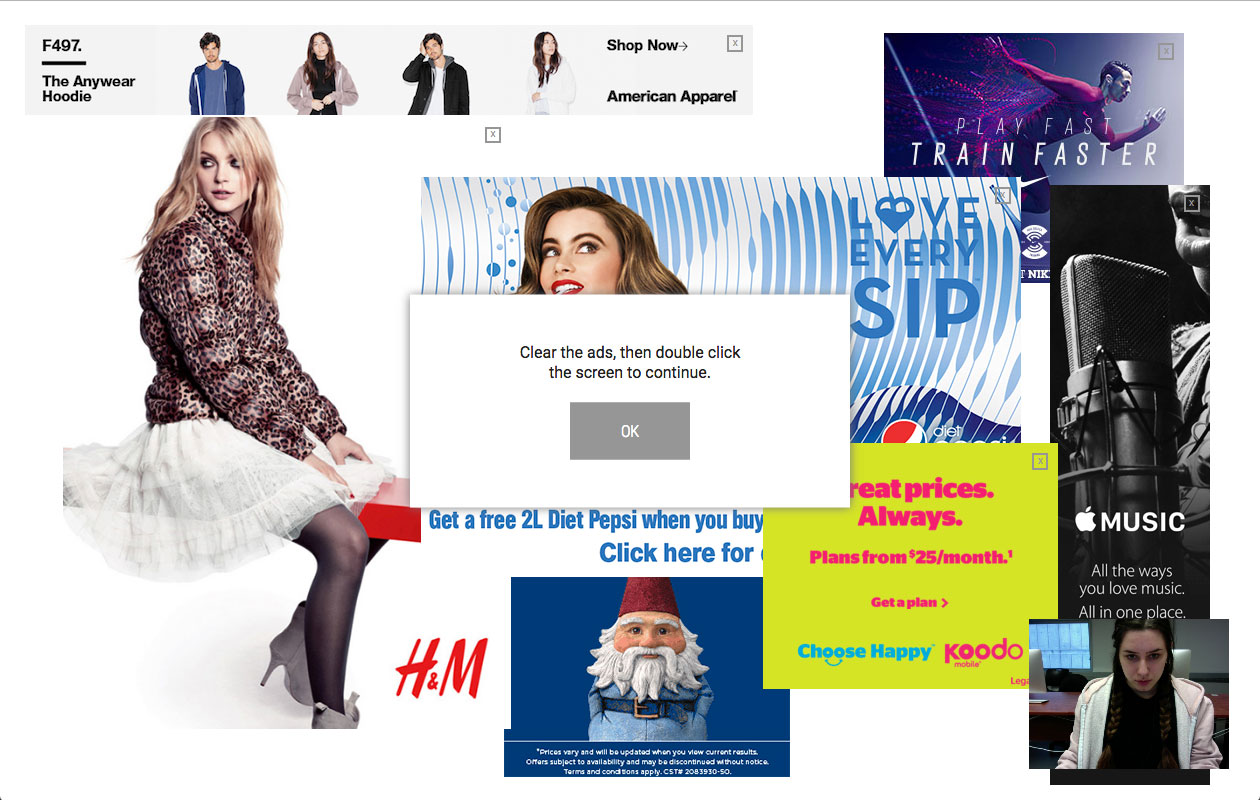 F497.
The Anywear
Hoodie
Shop Now→
American Apparel
X
X
PLAY FAST
TRAIN FASTER
X
X
LOVE
EVERY
SIP
X
T NIK
Clear the ads, then double click
the screen to continue.
OK
diet
X
reat prices.
Always.
Plans from $25/month.¹
Get a plan >
Choose Happy
koodo
mobile
Lega
MUSIC
All the ways
you love music.
All in one place.
Get a free 2L Diet Pepsi when you buy
Click here for
H&M
*Prices vary and will be updated when you view current results.
Offers subject to availability and may be discontinued without notice.
Terms and conditions apply. CST# 2083930-50.